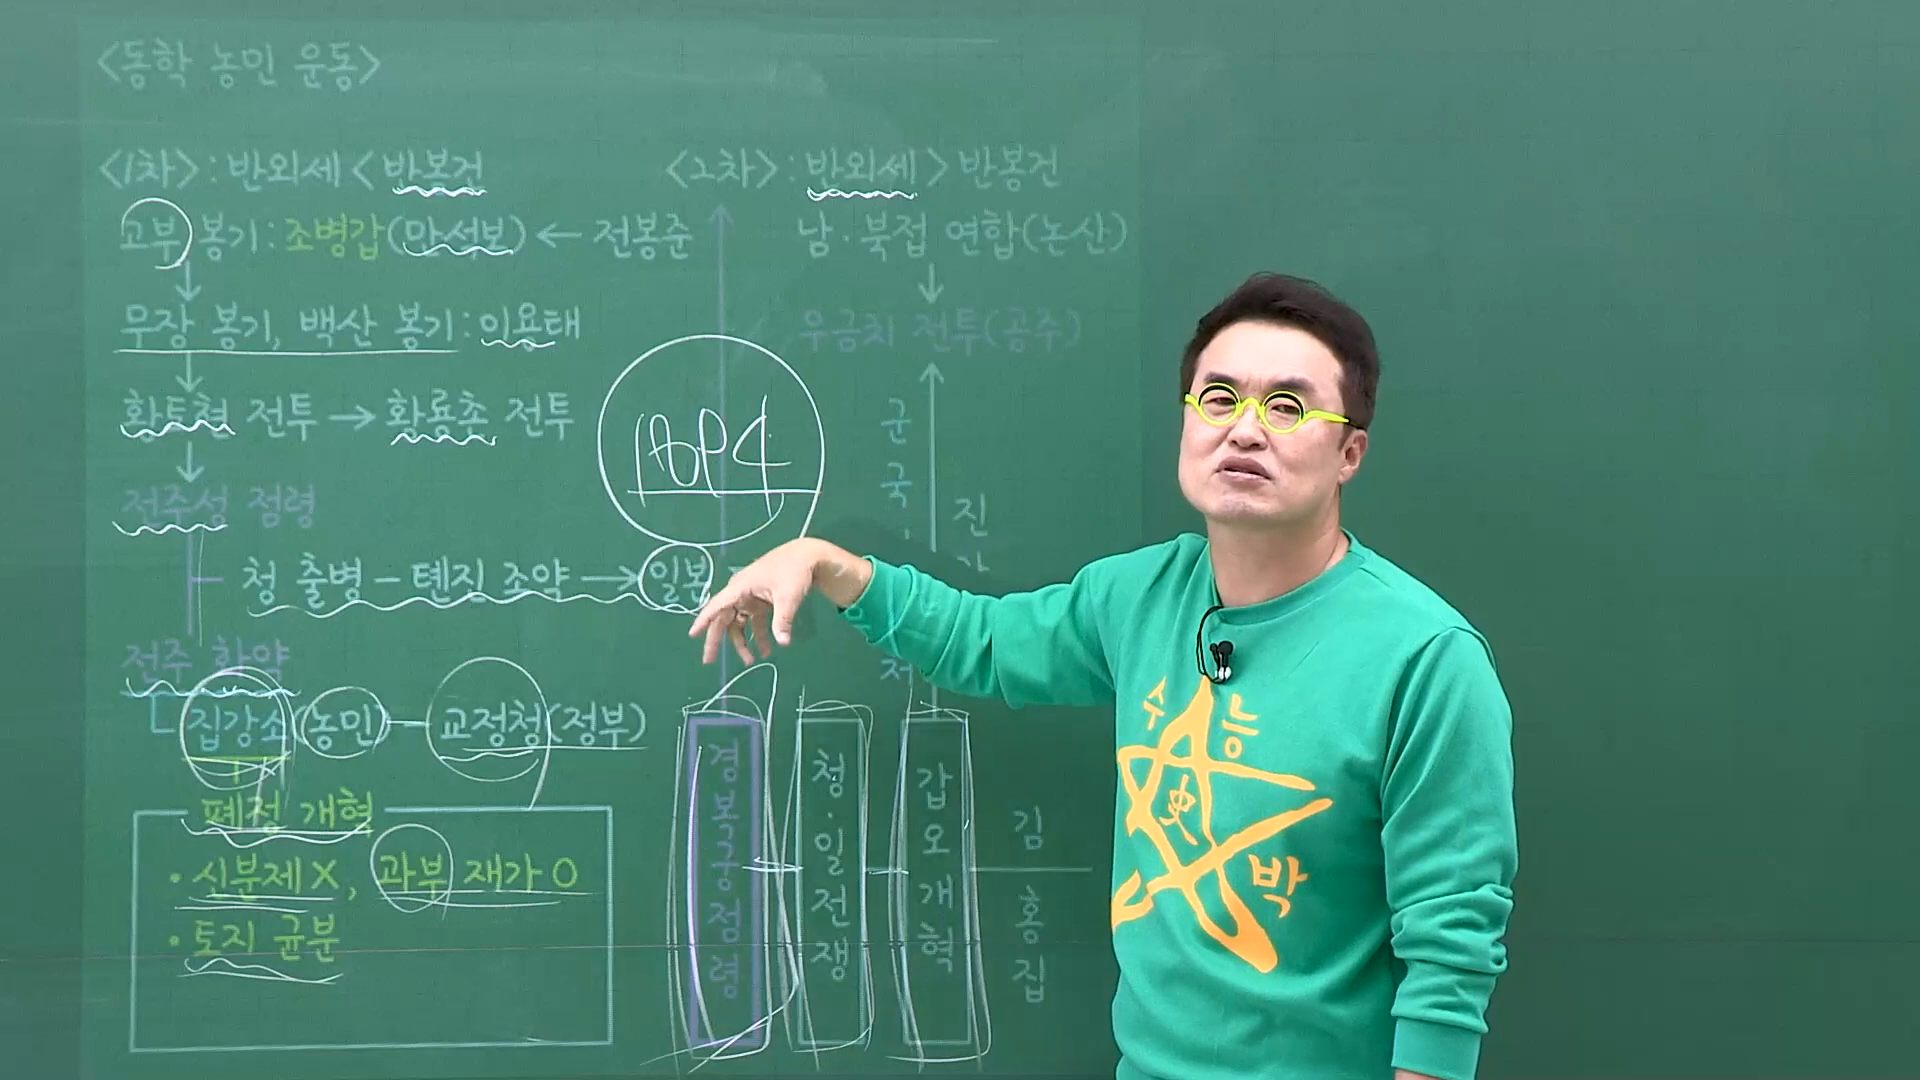 <동학 농민 운동>
<1차> : 반외세 < 반봉건
고부 봉기 : 조병갑(만석보) ← 전봉준
무장 봉기, 백산 봉기 : 이용태
황토현 전투 → 황룡촌 전투
전주성 점령
청 출병 - 톈진 조약 → 일본
전주 화약
집강소(농민) - 교정청(정부)
폐정 개혁
· 신분제 X, 과부 재가 O
· 토지 균분
<2차> : 반외세 > 반봉건
남·북접 연합(논산)
우금치 전투(공주)
군국
진
처
1894
경복궁 점령
청·일 전쟁
갑오개혁
김홍집
수능
史
박